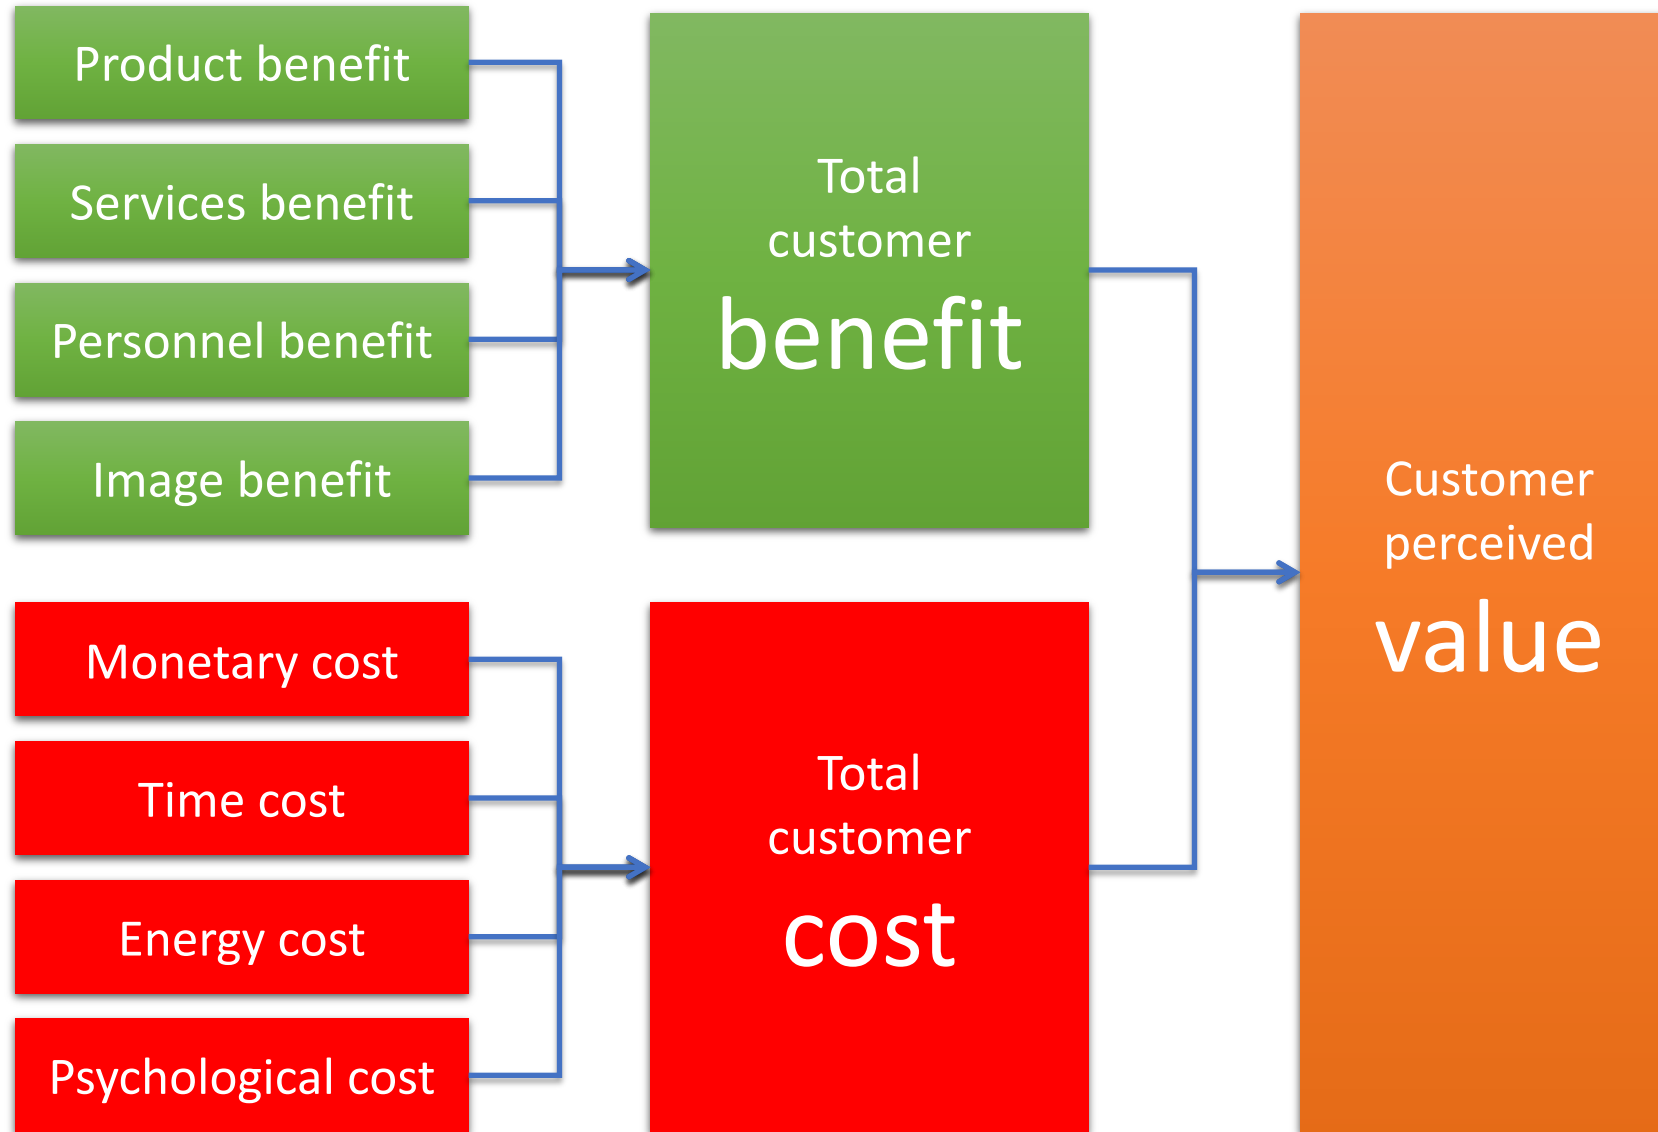 Product benefit
Services benefit
Personnel benefit
Image benefit
Total
customer
benefit
Monetary cost
Time cost
Energy cost
Psychological cost
Total
customer
cost
Customer
perceived
value